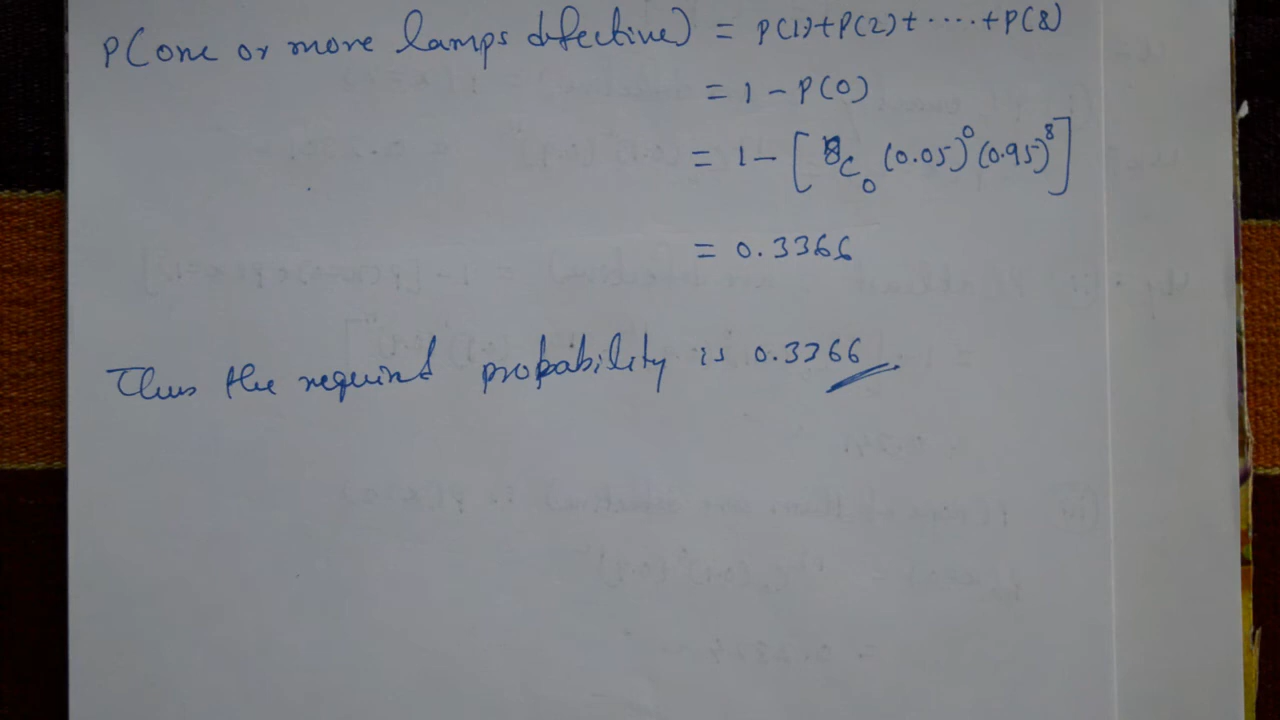 P(one or more lamps defective) = P(1)+P(2)+.....+P(8)
= 1 - P(0)
= 1 - [ 8C0 (0.05)^0 (0.95)^8 ]
= 0.3366
Thus the required probability is 0.3366